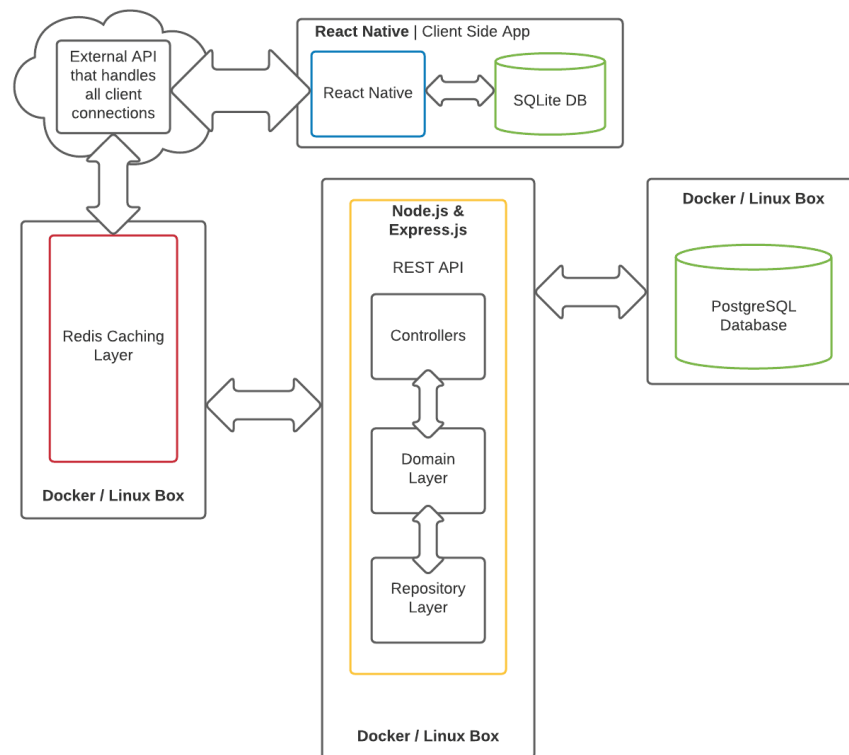 External API
that handles
all client
connections
React Native | Client Side App
React Native
SQLite DB
Redis Caching
Layer
Docker / Linux Box
Node.js &
Express.js
REST API
Controllers
Domain
Layer
Repository
Layer
Docker / Linux Box
Docker / Linux Box
PostgreSQL
Database